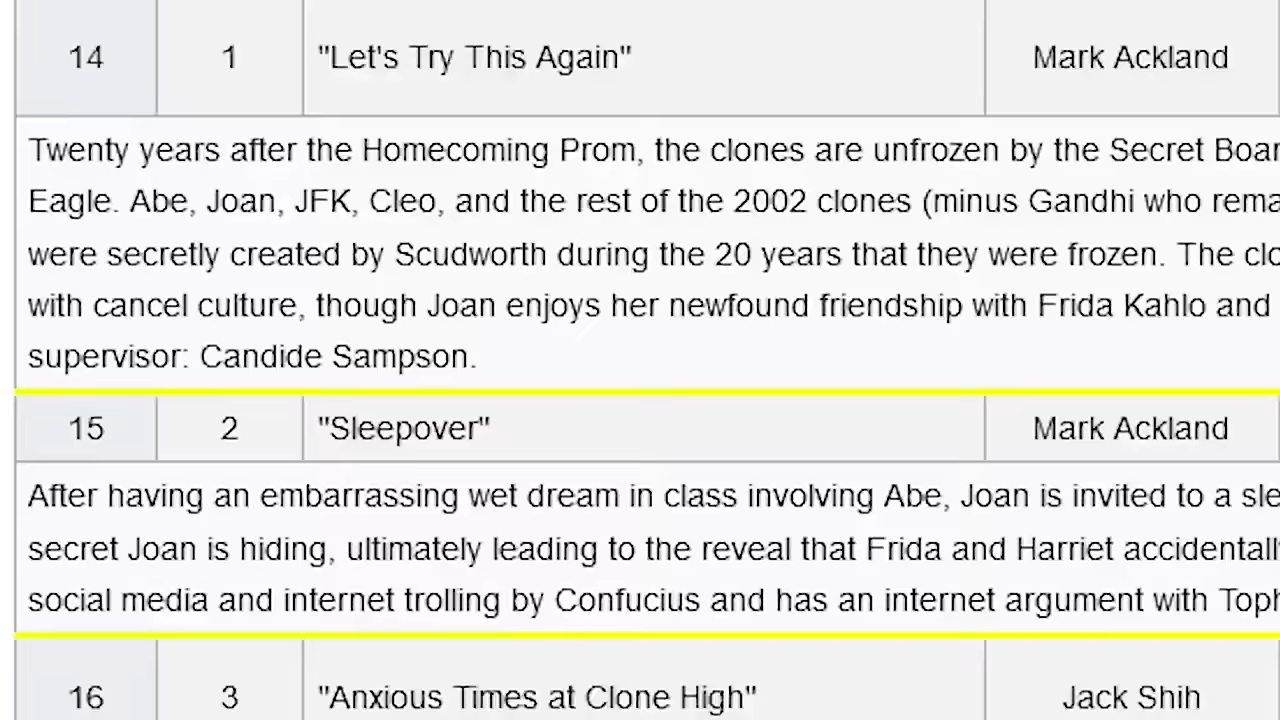 14 1 "Let's Try This Again" Mark Ackland
Twenty years after the Homecoming Prom, the clones are unfrozen by the Secret
Eagle. Abe, Joan, JFK, Cleo, and the rest of the 2002 clones (minus Gandhi who
were secretly created by Scudworth during the 20 years that they were frozen. The
with cancel culture, though Joan enjoys her newfound friendship with Frida Kahlo and
supervisor: Candide Sampson.
15 2 "Sleepover" Mark Ackland
After having an embarrassing wet dream in class involving Abe, Joan is invited to a
secret Joan is hiding, ultimately leading to the reveal that Frida and Harriet
social media and internet trolling by Confucius and has an internet argument with
16 3 "Anxious Times at Clone High" Jack Shih